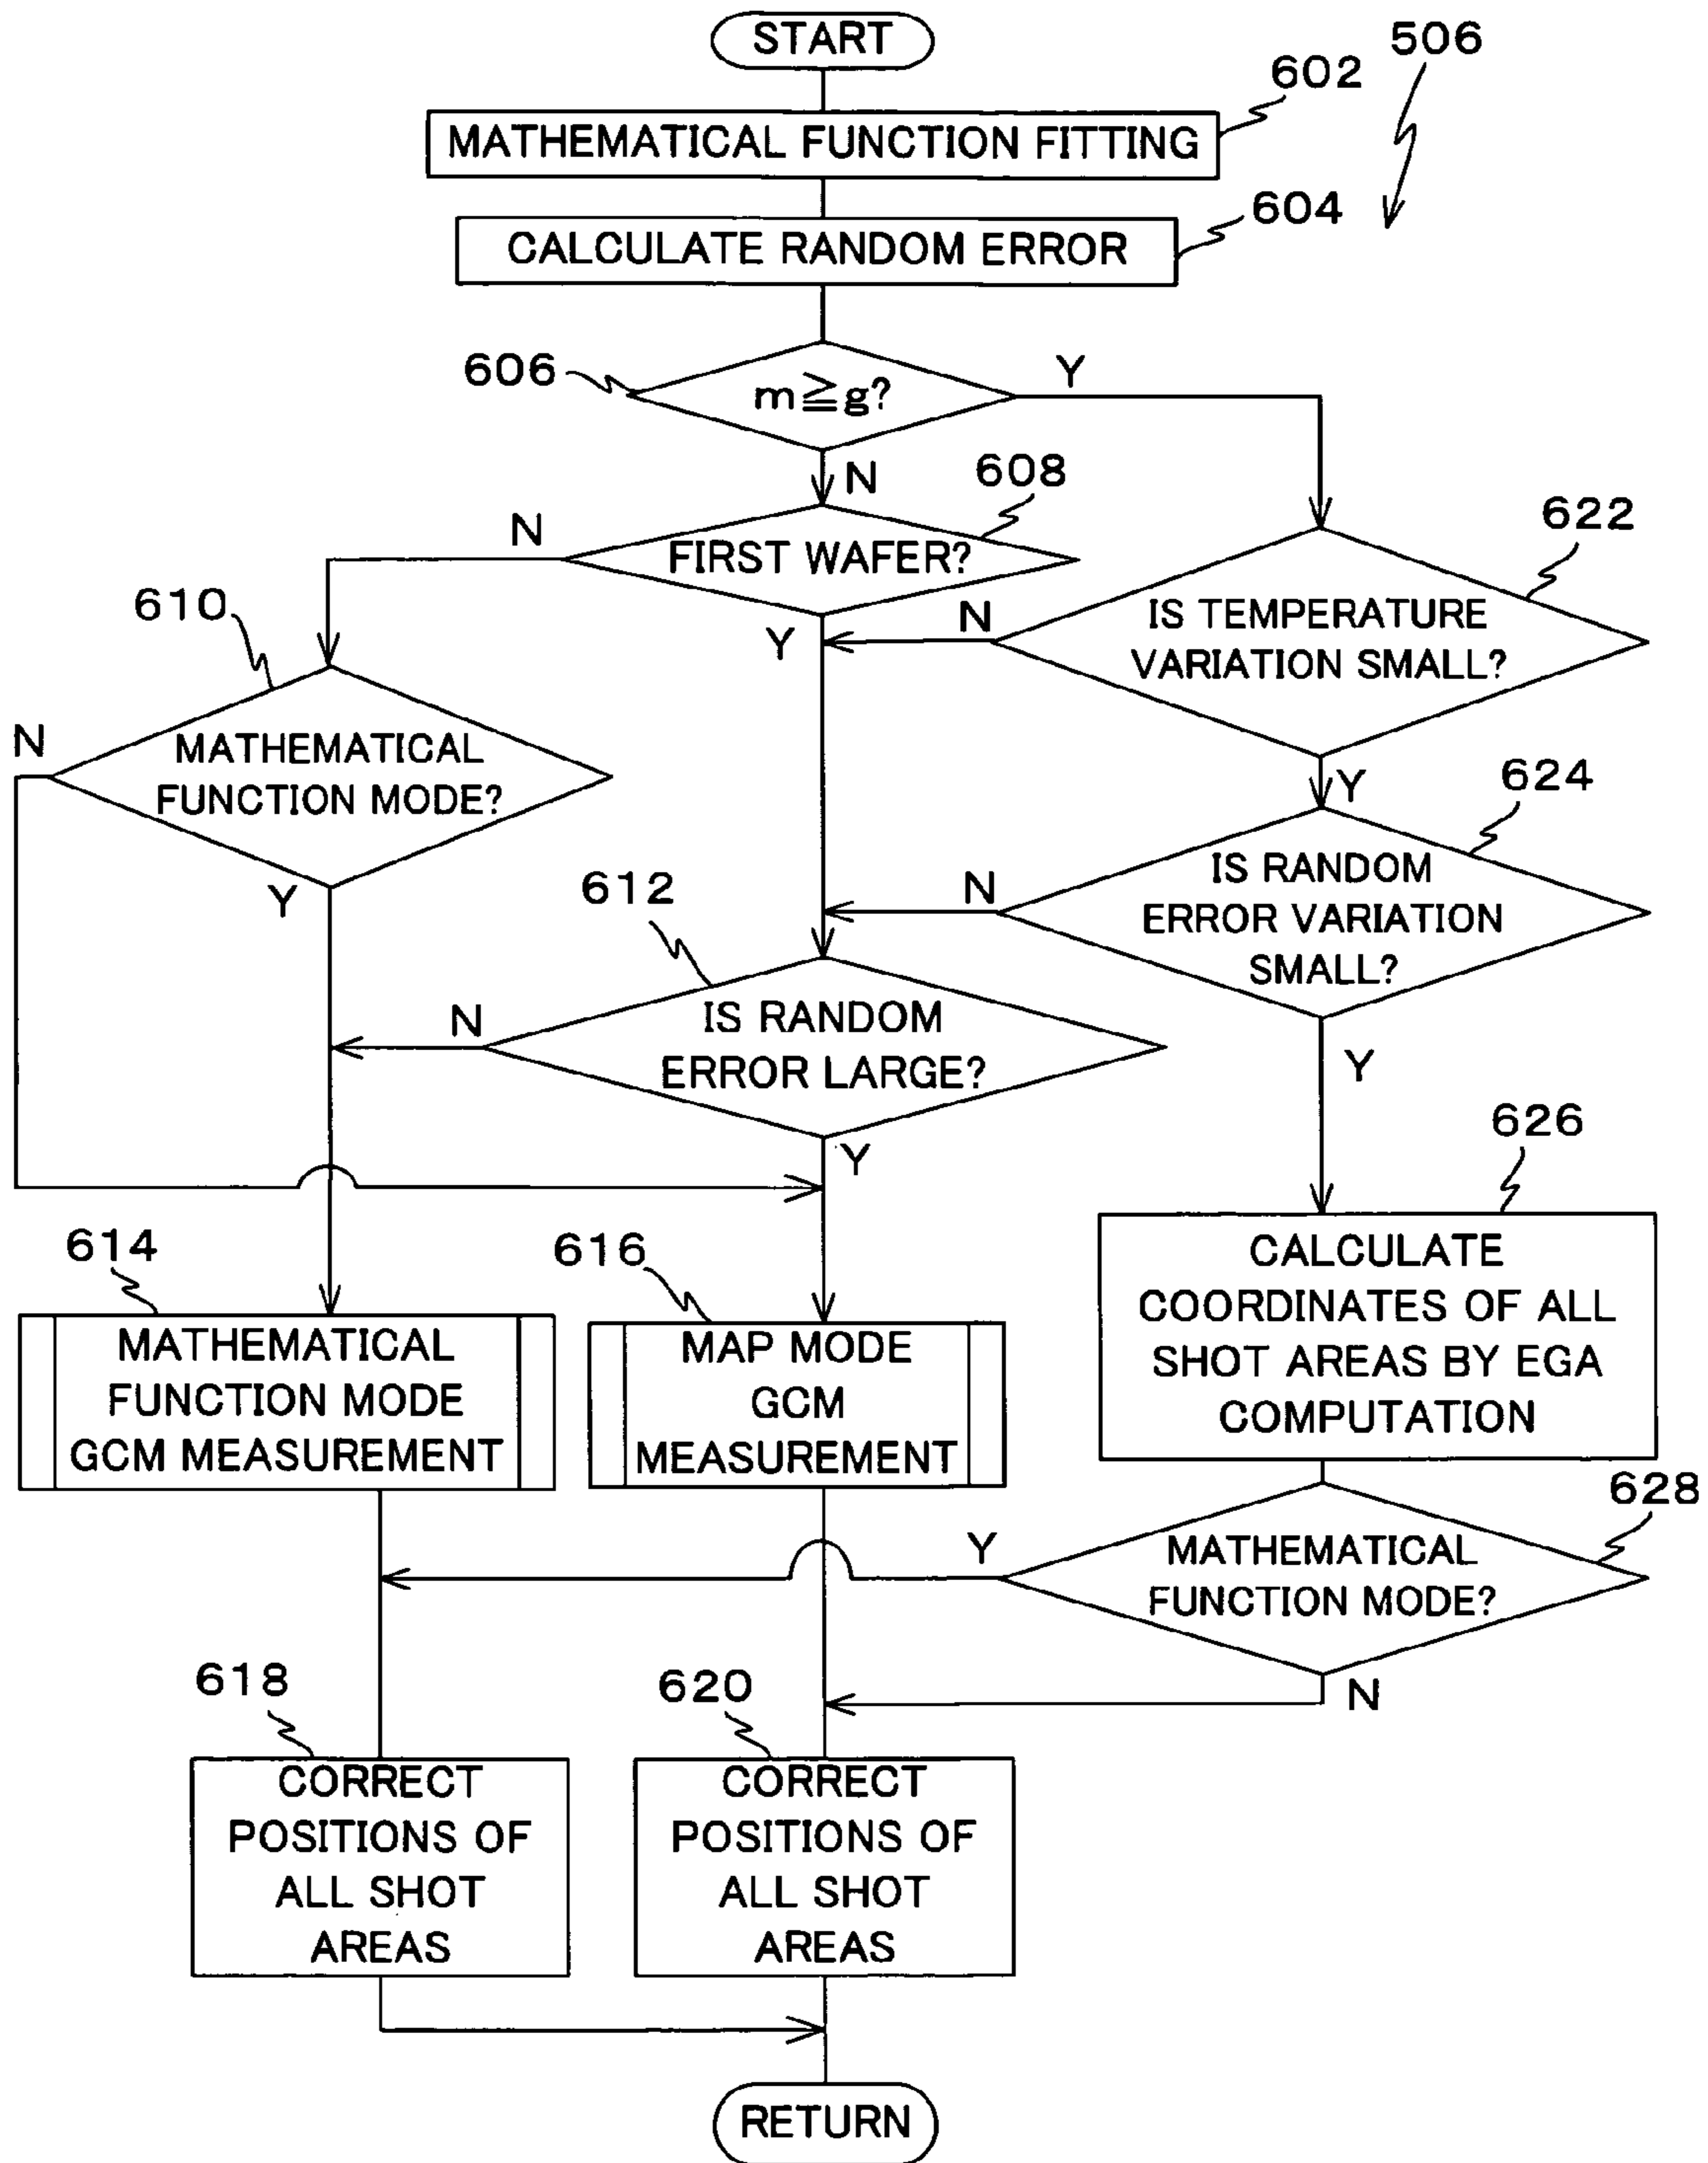 START
506
602
MATHEMATICAL FUNCTION FITTING
604
CALCULATE RANDOM ERROR
606
m≧g?
Y
N
608
FIRST WAFER?
N
Y
622
IS TEMPERATURE
VARIATION SMALL?
N
Y
610
MATHEMATICAL
FUNCTION MODE?
N
Y
624
IS RANDOM
ERROR VARIATION
SMALL?
N
Y
612
IS RANDOM
ERROR LARGE?
N
Y
614
MATHEMATICAL
FUNCTION MODE
GCM MEASUREMENT
616
MAP MODE
GCM
MEASUREMENT
626
CALCULATE
COORDINATES OF ALL
SHOT AREAS BY EGA
COMPUTATION
628
MATHEMATICAL
FUNCTION MODE?
Y
N
618
CORRECT
POSITIONS OF
ALL SHOT
AREAS
620
CORRECT
POSITIONS OF
ALL SHOT
AREAS
RETURN